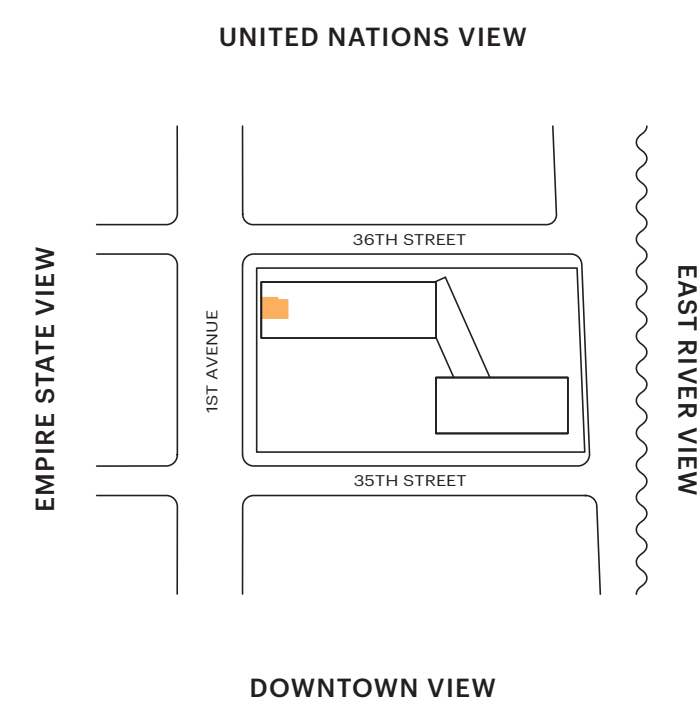 UNITED NATIONS VIEW
36TH STREET
EMPIRE STATE VIEW
1ST AVENUE
EAST RIVER VIEW
35TH STREET
DOWNTOWN VIEW